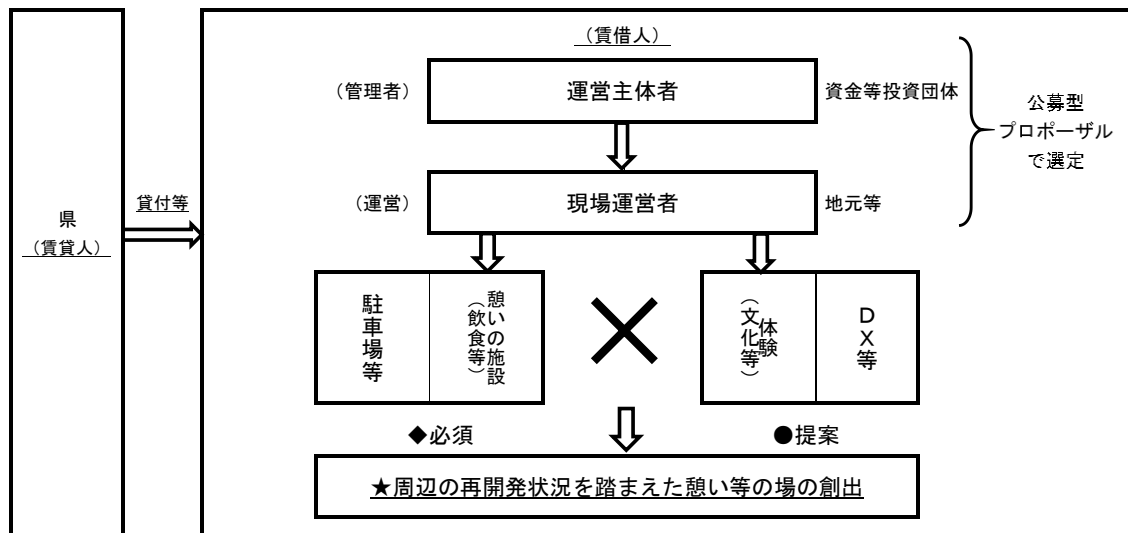 県
（賃貸人）
貸付等
（賃借人）
（管理者）
運営主体者
資金等投資団体
公募型
プロポーザル
で選定
（運営）
現場運営者
地元等
駐車場等
憩いの施設
（飲食等）
体験
（文化等）
ＤＸ等
◆必須
●提案
★周辺の再開発状況を踏まえた憩い等の場の創出